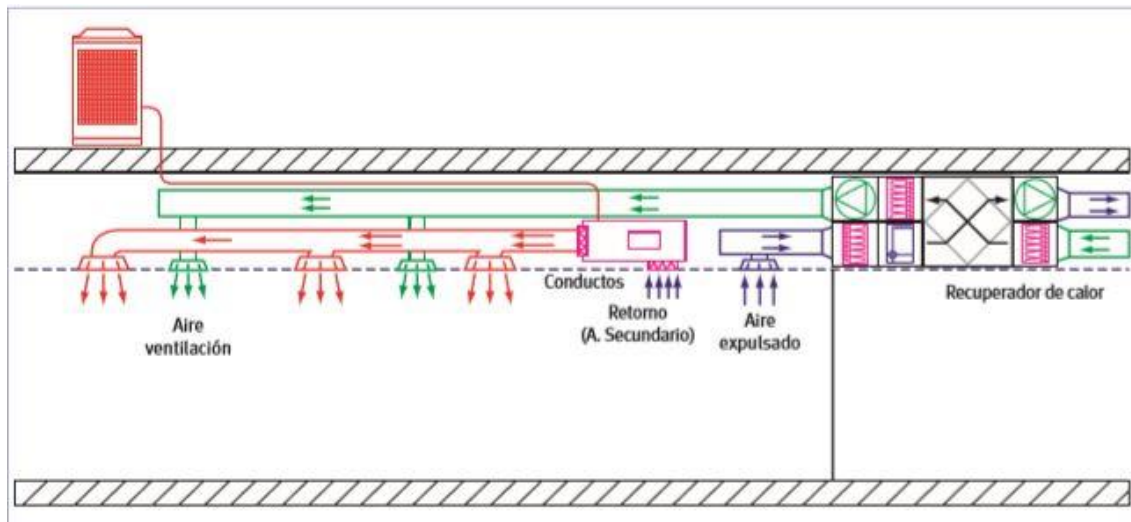 Conductos
Recuperador de calor
Retorno
(A. Secundario)
Aire
expulsado
Aire
ventilación